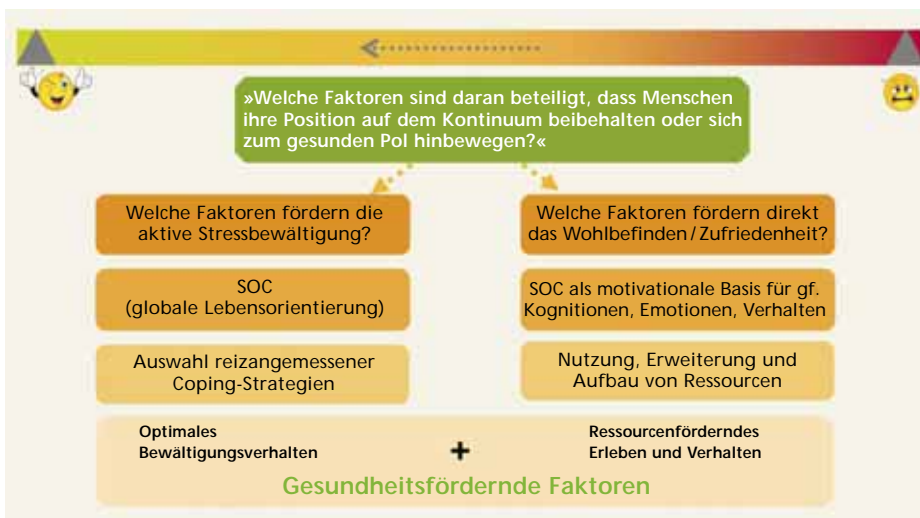 »Welche Faktoren sind daran beteiligt, dass Menschen
ihre Position auf dem Kontinuum beibehalten oder sich
zum gesunden Pol hinbewegen?«
Welche Faktoren fördern die
aktive Stressbewältigung?
Welche Faktoren fördern direkt
das Wohlbefinden/Zufriedenheit?
SOC
(globale Lebensorientierung)
SOC als motivationale Basis für gf.
Kognitionen, Emotionen, Verhalten
Auswahl reizangemessener
Coping-Strategien
Nutzung, Erweiterung und
Aufbau von Ressourcen
Optimales
Bewältigungsverhalten
+
Ressourcenförderndes
Erleben und Verhalten
Gesundheitsfördernde Faktoren